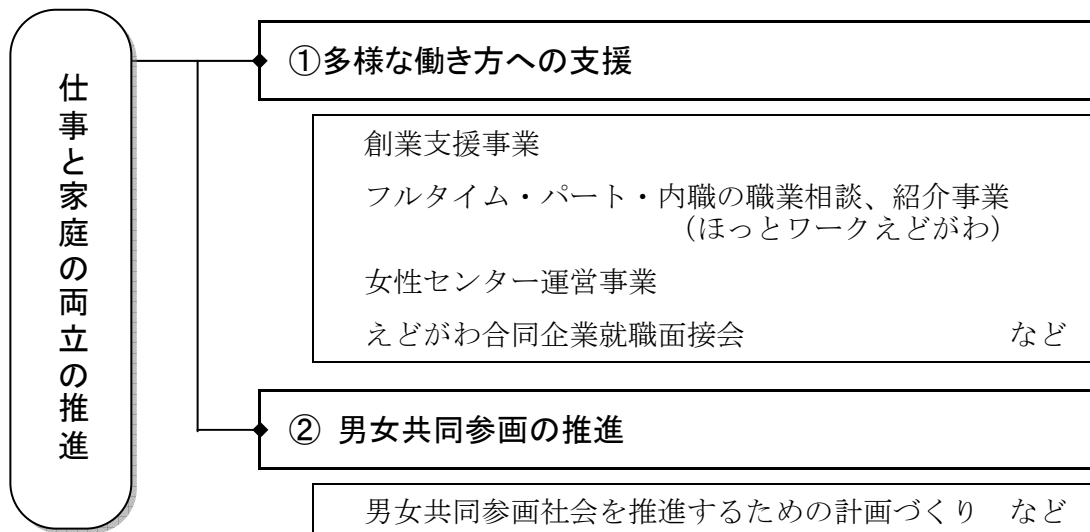 仕事と家庭の両立の推進
①多様な働き方への支援
創業支援事業
フルタイム・パート・内職の職業相談、紹介事業
(ほっとワークえどがわ)
女性センター運営事業
えどがわ合同企業就職面接会 など
② 男女共同参画の推進
男女共同参画社会を推進するための計画づくり など